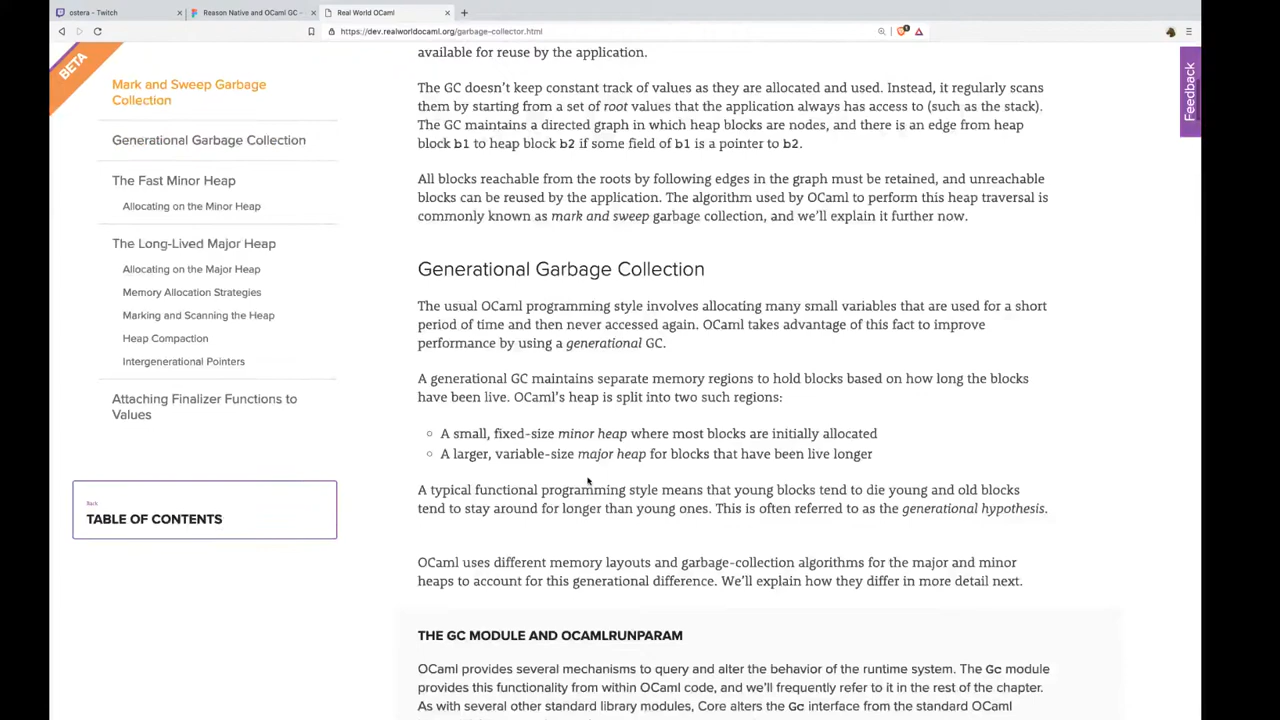 ostera - Twitch
Reason Native and OCaml GC -
Real World OCaml
https://dev.realworldocaml.org/garbage-collector.html
BETA
Feedback
Mark and Sweep Garbage
Collection
Generational Garbage Collection
The Fast Minor Heap
Allocating on the Minor Heap
The Long-Lived Major Heap
Allocating on the Major Heap
Memory Allocation Strategies
Marking and Scanning the Heap
Heap Compaction
Intergenerational Pointers
Attaching Finalizer Functions to
Values
Back
TABLE OF CONTENTS
available for reuse by the application.
The GC doesn't keep constant track of values as they are allocated and used. Instead, it regularly scans
them by starting from a set of root values that the application always has access to (such as the stack).
The GC maintains a directed graph in which heap blocks are nodes, and there is an edge from heap
block b1 to heap block b2 if some field of b1 is a pointer to b2.
All blocks reachable from the roots by following edges in the graph must be retained, and unreachable
blocks can be reused by the application. The algorithm used by OCaml to perform this heap traversal is
commonly known as mark and sweep garbage collection, and we'll explain it further now.
Generational Garbage Collection
The usual OCaml programming style involves allocating many small variables that are used for a short
period of time and then never accessed again. OCaml takes advantage of this fact to improve
performance by using a generational GC.
A generational GC maintains separate memory regions to hold blocks based on how long the blocks
have been live. OCaml's heap is split into two such regions:
A small, fixed-size minor heap where most blocks are initially allocated
A larger, variable-size major heap for blocks that have been live longer
A typical functional programming style means that young blocks tend to die young and old blocks
tend to stay around for longer than young ones. This is often referred to as the generational hypothesis.
OCaml uses different memory layouts and garbage-collection algorithms for the major and minor
heaps to account for this generational difference. We'll explain how they differ in more detail next.
THE GC MODULE AND OCAMLRUNPARAM
OCaml provides several mechanisms to query and alter the behavior of the runtime system. The Gc module
provides this functionality from within OCaml code, and we'll frequently refer to it in the rest of the chapter.
As with several other standard library modules, Core alters the Gc interface from the standard OCaml